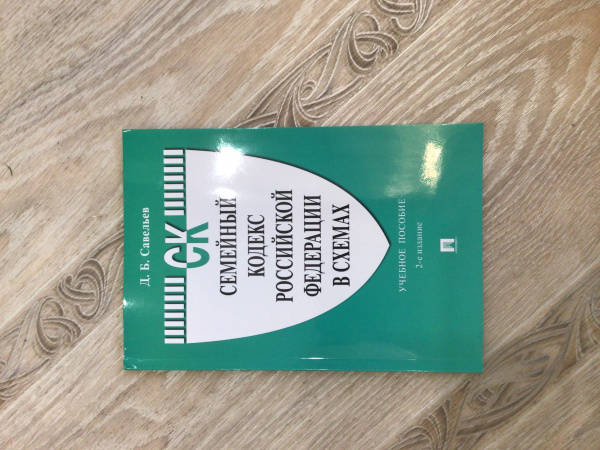 Д. Б. Савельев
СК
СЕМЕЙНЫЙ
КОДЕКС
РОССИЙСКОЙ
ФЕДЕРАЦИИ
В СХЕМАХ
УЧЕБНОЕ ПОСОБИЕ
2-е издание